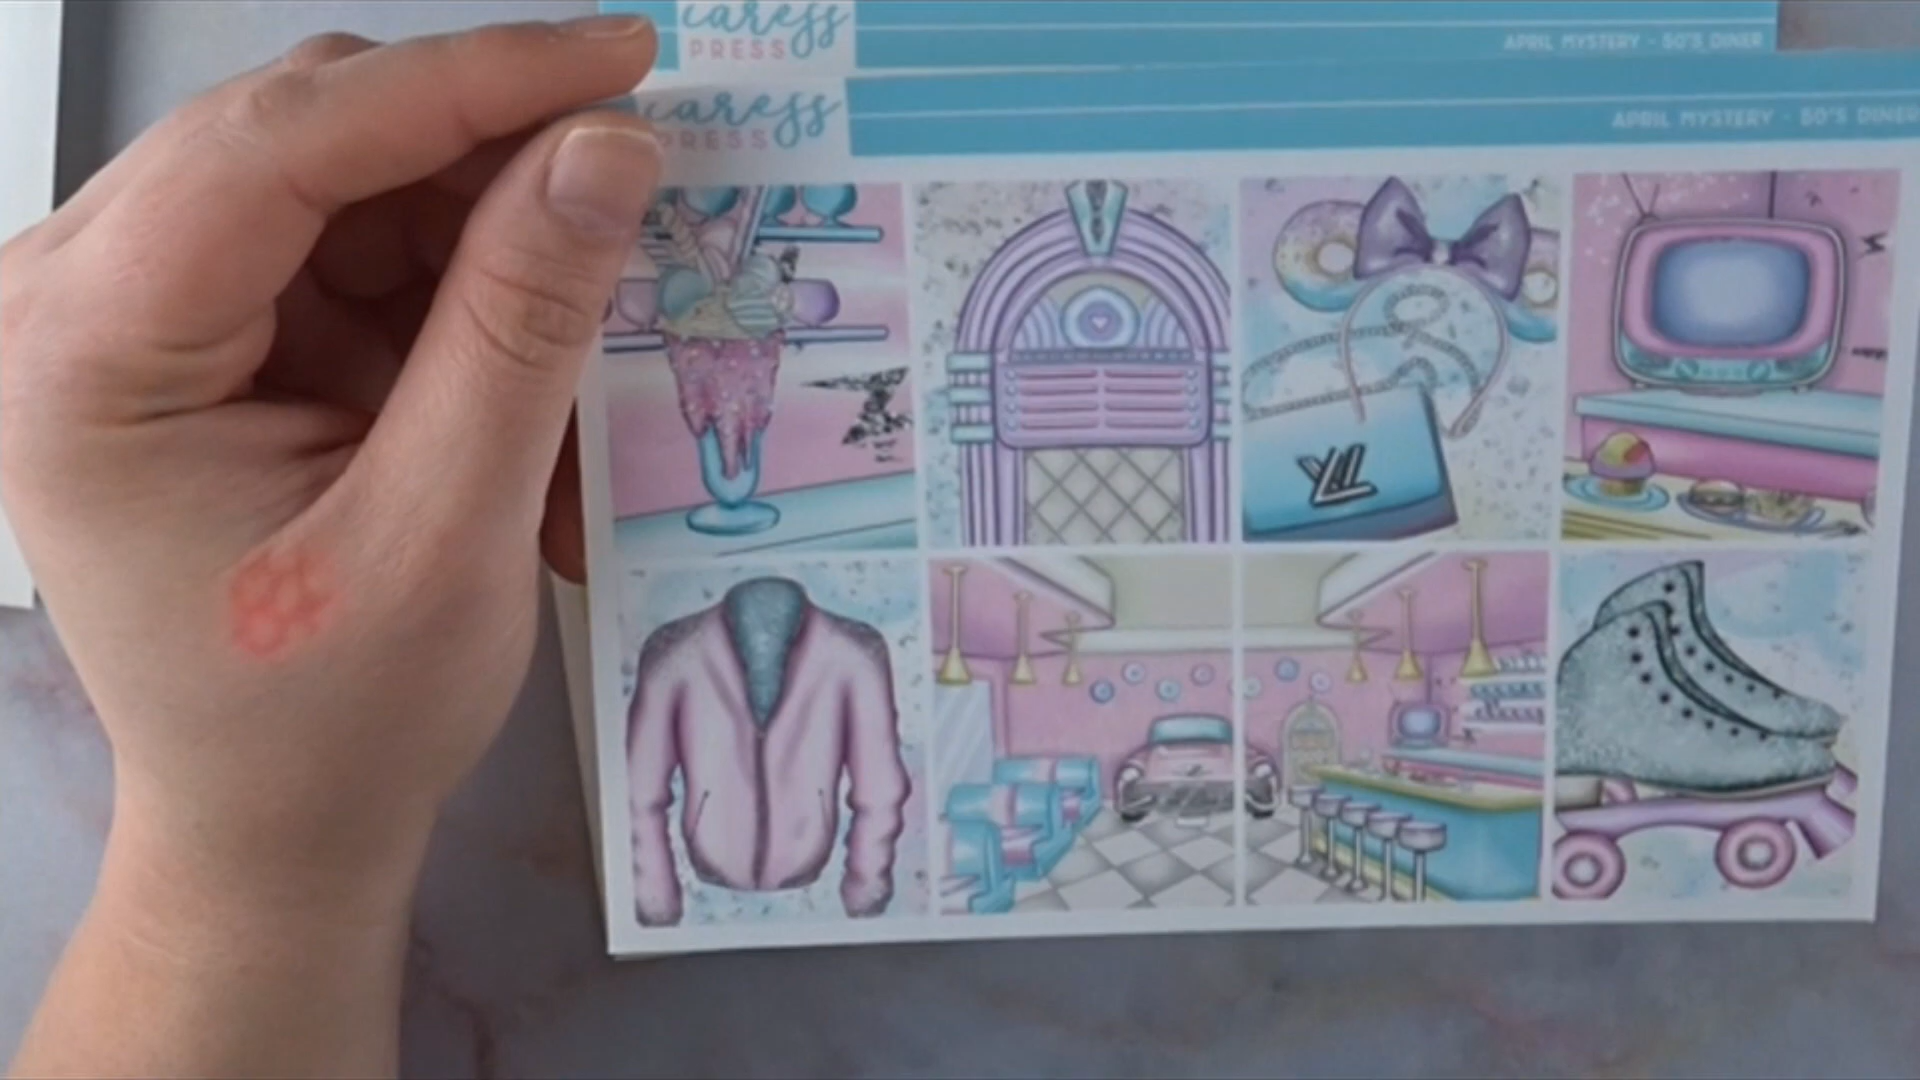 caress
PRESS
APRIL MYSTERY - 50'S DINER
caress
PRESS
APRIL MYSTERY - 50'S DINER